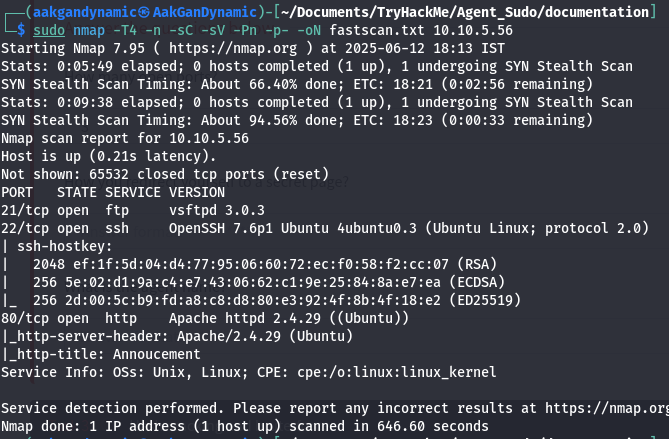 (aakgandynamic㉿AakGanDynamic)-[~/Documents/TryHackMe/Agent_Sudo/documentation]
$ sudo nmap -T4 -n -sC -sV -Pn -p- -oN fastscan.txt 10.10.5.56
Starting Nmap 7.95 ( https://nmap.org ) at 2025-06-12 18:13 IST
Stats: 0:05:49 elapsed; 0 hosts completed (1 up), 1 undergoing SYN Stealth Scan
SYN Stealth Scan Timing: About 66.40% done; ETC: 18:21 (0:02:56 remaining)
Stats: 0:09:38 elapsed; 0 hosts completed (1 up), 1 undergoing SYN Stealth Scan
SYN Stealth Scan Timing: About 94.56% done; ETC: 18:23 (0:00:33 remaining)
Nmap scan report for 10.10.5.56
Host is up (0.21s latency).
Not shown: 65532 closed tcp ports (reset)
to a secret page?
PORT   STATE SERVICE VERSION
21/tcp open  ftp     vsftpd 3.0.3
22/tcp open  ssh     OpenSSH 7.6p1 Ubuntu 4ubuntu0.3 (Ubuntu Linux; protocol 2.0)
| ssh-hostkey:
|   2048 ef:1f:5d:04:d4:77:95:06:60:72:ec:f0:58:f2:cc:07 (RSA)
|   256 5e:02:d1:9a:c4:e7:43:06:62:c1:9e:25:84:8a:e7:ea (ECDSA)
|_  256 2d:00:5c:b9:fd:a8:c8:d8:80:e3:92:4f:8b:4f:18:e2 (ED25519)
80/tcp open  http    Apache httpd 2.4.29 ((Ubuntu))
|_http-server-header: Apache/2.4.29 (Ubuntu)
|_http-title: Annoucement
Service Info: OSs: Unix, Linux; CPE: cpe:/o:linux:linux_kernel
Service detection performed. Please report any incorrect results at https://nmap.org
Nmap done: 1 IP address (1 host up) scanned in 646.60 seconds